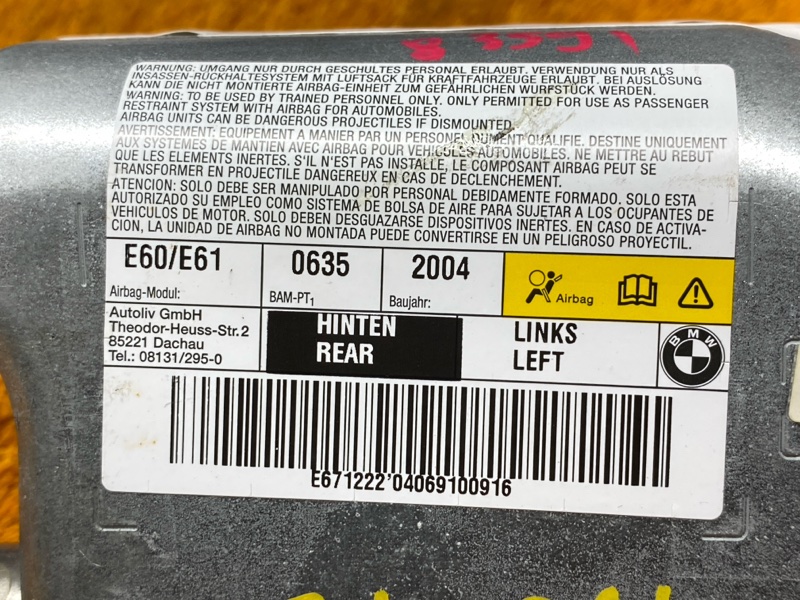 WARNUNG: UMGANG NUR DURCH GESCHULTES PERSONAL ERLAUBT. VERWENDUNG NUR ALS
INSASSEN-RÜCKHALTESYSTEM MIT LUFTSACK FÜR KRAFTFAHRZEUGE ERLAUBT. BEI AUSLÖSUNG
KANN DIE NICHT MONTIERTE AIRBAG-EINHEIT ZUM GEFÄHRLICHEN WURFSTÜCK WERDEN.
WARNING: TO BE USED BY TRAINED PERSONNEL ONLY. ONLY PERMITTED FOR USE AS PASSENGER
RESTRAINT SYSTEM WITH AIRBAG FOR AUTOMOBILES.
AIRBAG UNITS CAN BE DANGEROUS PROJECTILES IF DISMOUNTED.
AVERTISSEMENT: EQUIPEMENT A MANIER PAR UN PERSONNEL DUMENT QUALIFIE. DESTINE UNIQUEMENT
AUX SYSTEMES DE MANTIEN AVEC AIRBAG POUR VEHICULES AUTOMOBILES. NE METTRE AU REBUT
QUE LES ELEMENTS INERTES. S'IL N'EST PAS INSTALLE, LE COMPOSANT AIRBAG PEUT SE
TRANSFORMER EN PROJECTILE DANGEREUX EN CAS DE DECLENCHEMENT.
ATENCION: SOLO DEBE SER MANIPULADO POR PERSONAL DEBIDAMENTE FORMADO. SOLO ESTA
AUTORIZADO SU EMPLEO COMO SISTEMA DE BOLSA DE AIRE PARA SUJETAR A LOS OCUPANTES DE
VEHICULOS DE MOTOR. SOLO DEBEN DESGUAZARSE DISPOSITIVOS INERTES. EN CASO DE ACTIVA-
CION, LA UNIDAD DE AIRBAG NO MONTADA PUEDE CONVERTIRSE EN UN PELIGROSO PROYECTIL.
E60/E61 0635 2004
Airbag-Modul: BAM-PT1 Baujahr: Airbag
Autoliv GmbH
Theodor-Heuss-Str.2
85221 Dachau
Tel.: 08131/295-0
HINTEN
REAR
LINKS
LEFT
BMW
E671222'04069100916